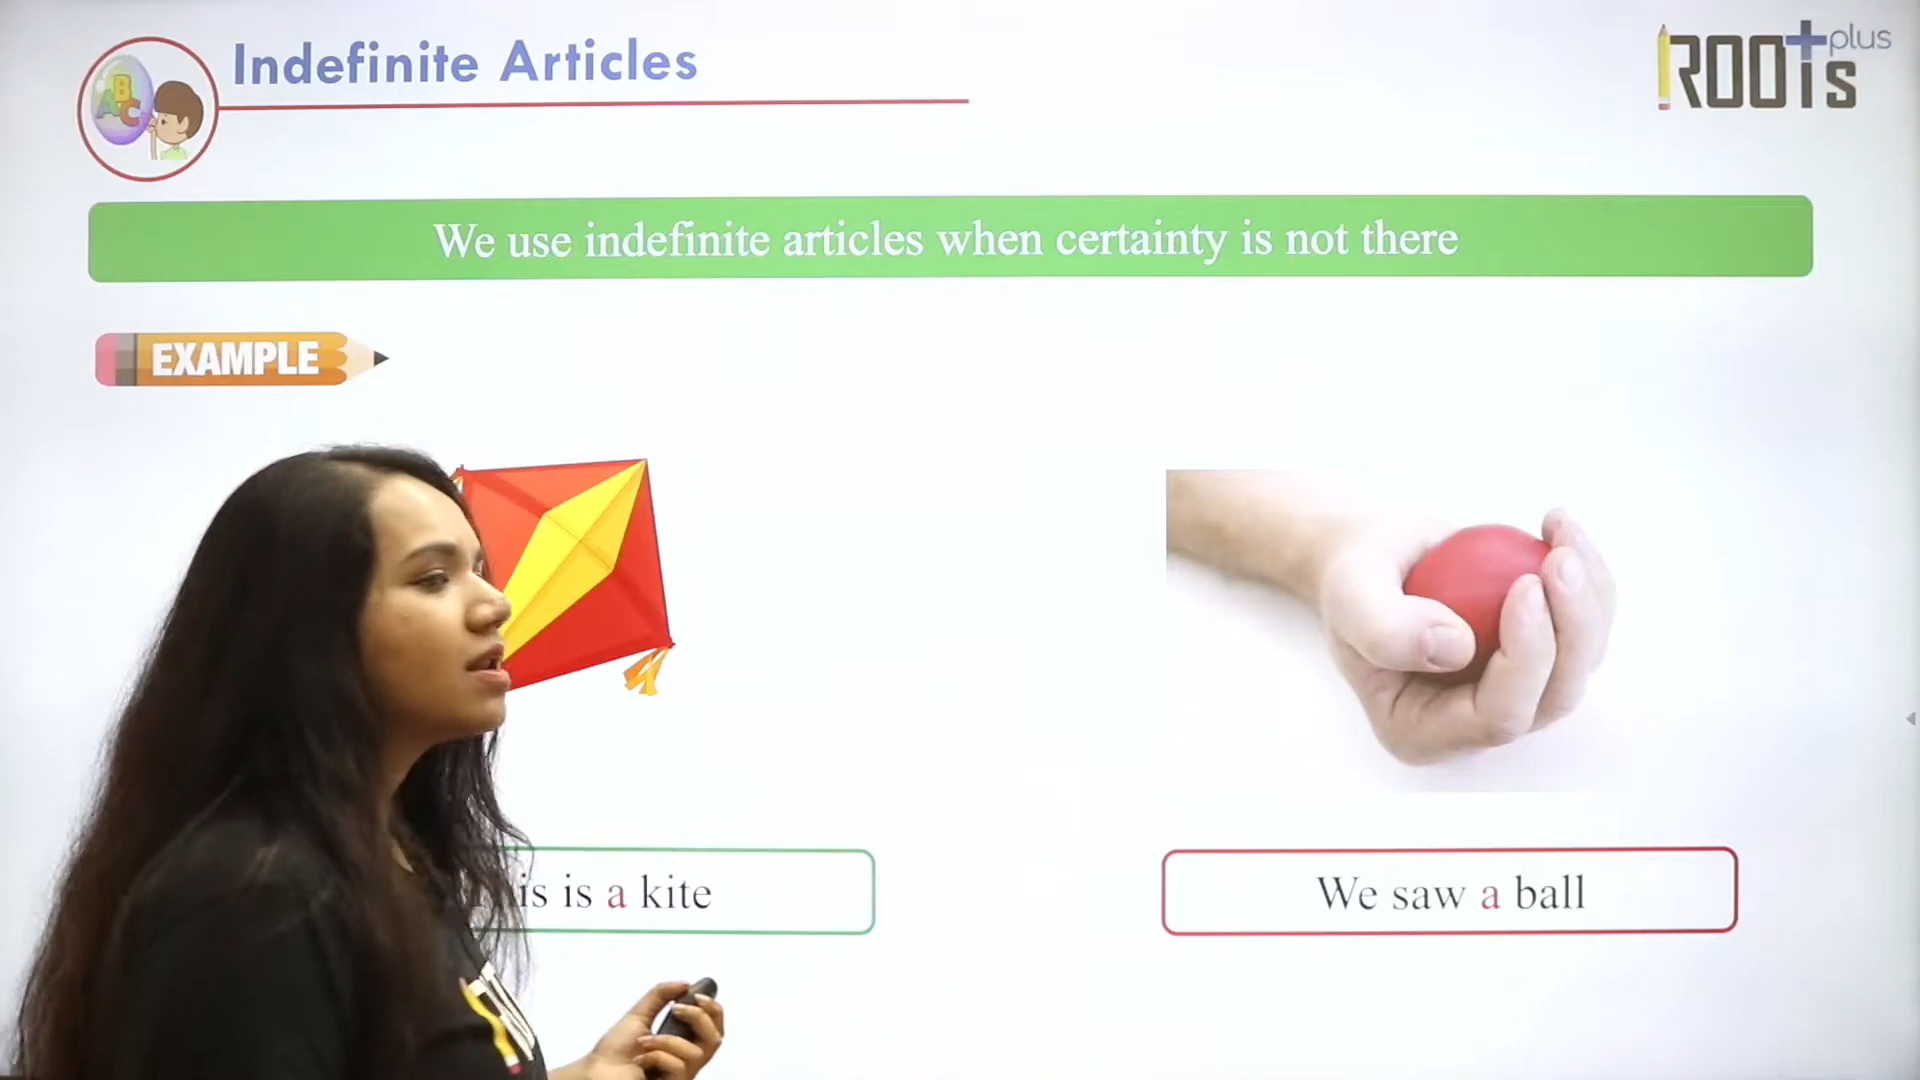 Indefinite Articles
ROOTS plus
A B C
We use indefinite articles when certainty is not there
EXAMPLE
is is a kite
We saw a ball